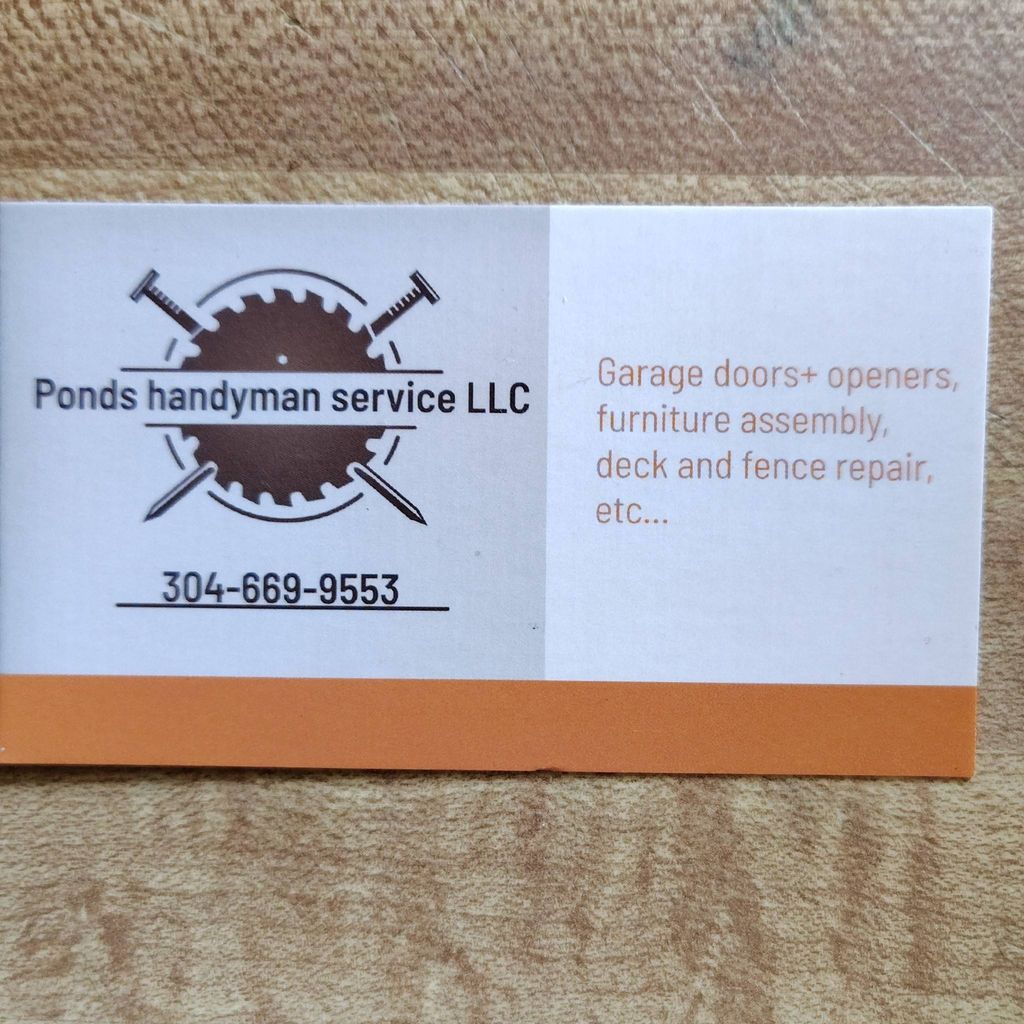 Ponds handyman service LLC
304-669-9553
Garage doors+ openers,
furniture assembly,
deck and fence repair,
etc...